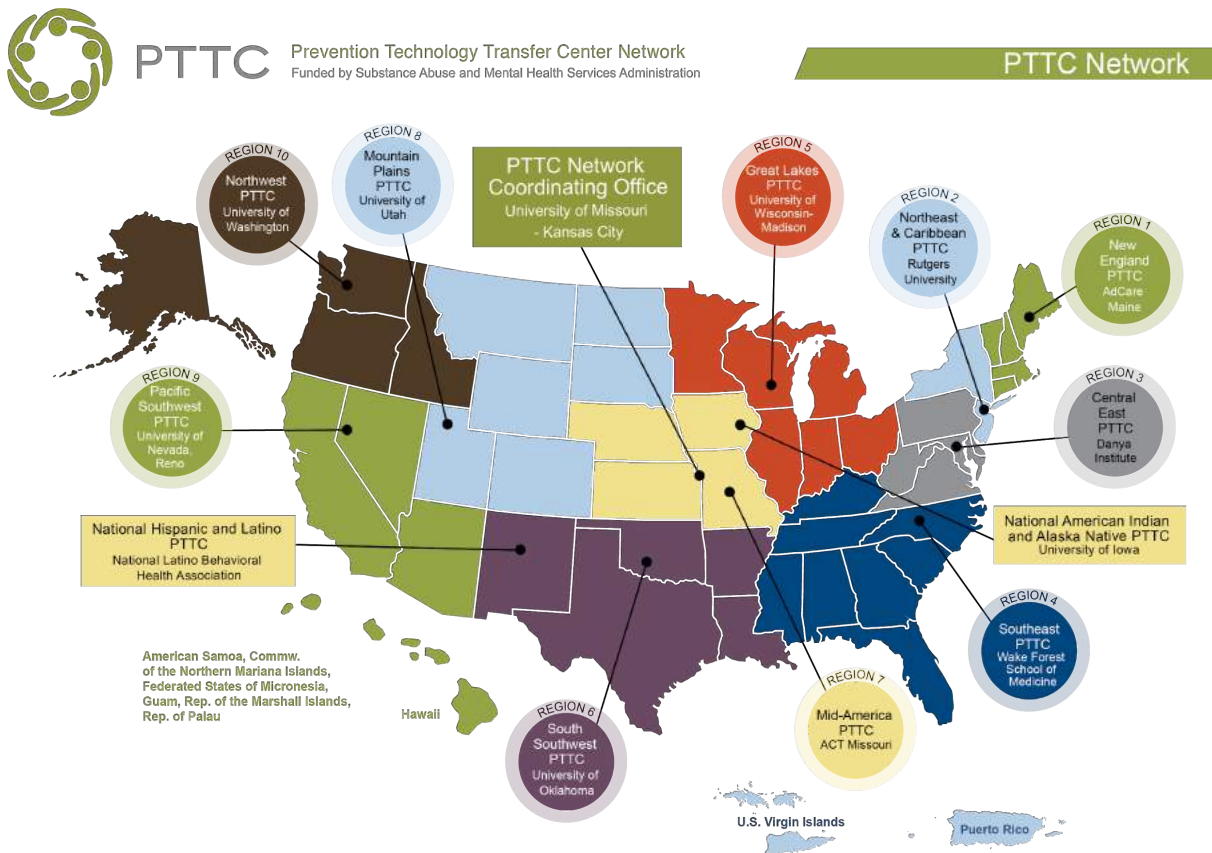 PTTC
Prevention Technology Transfer Center Network
Funded by Substance Abuse and Mental Health Services Administration
PTTC Network
REGION 10
Northwest
PTTC
University of
Washington
REGION 8
Mountain
Plains
PTTC
University of
Utah
PTTC Network
Coordinating Office
University of Missouri
- Kansas City
REGION 5
Great Lakes
PTTC
University of
Wisconsin-
Madison
REGION 2
Northeast
& Caribbean
PTTC
Rutgers
University
REGION 1
New
England
PTTC
AdCare
Maine
REGION 9
Pacific
Southwest
PTTC
University of
Nevada,
Reno
REGION 3
Central
East
PTTC
Danya
Institute
National Hispanic and Latino
PTTC
National Latino Behavioral
Health Association
National American Indian
and Alaska Native PTTC
University of Iowa
REGION 4
Southeast
PTTC
Wake Forest
School of
Medicine
American Samoa, Commw.
of the Northern Mariana Islands,
Federated States of Micronesia,
Guam, Rep. of the Marshall Islands,
Rep. of Palau
Hawaii
REGION 6
South
Southwest
PTTC
University of
Oklahoma
REGION 7
Mid-America
PTTC
ACT Missouri
U.S. Virgin Islands
Puerto Rico